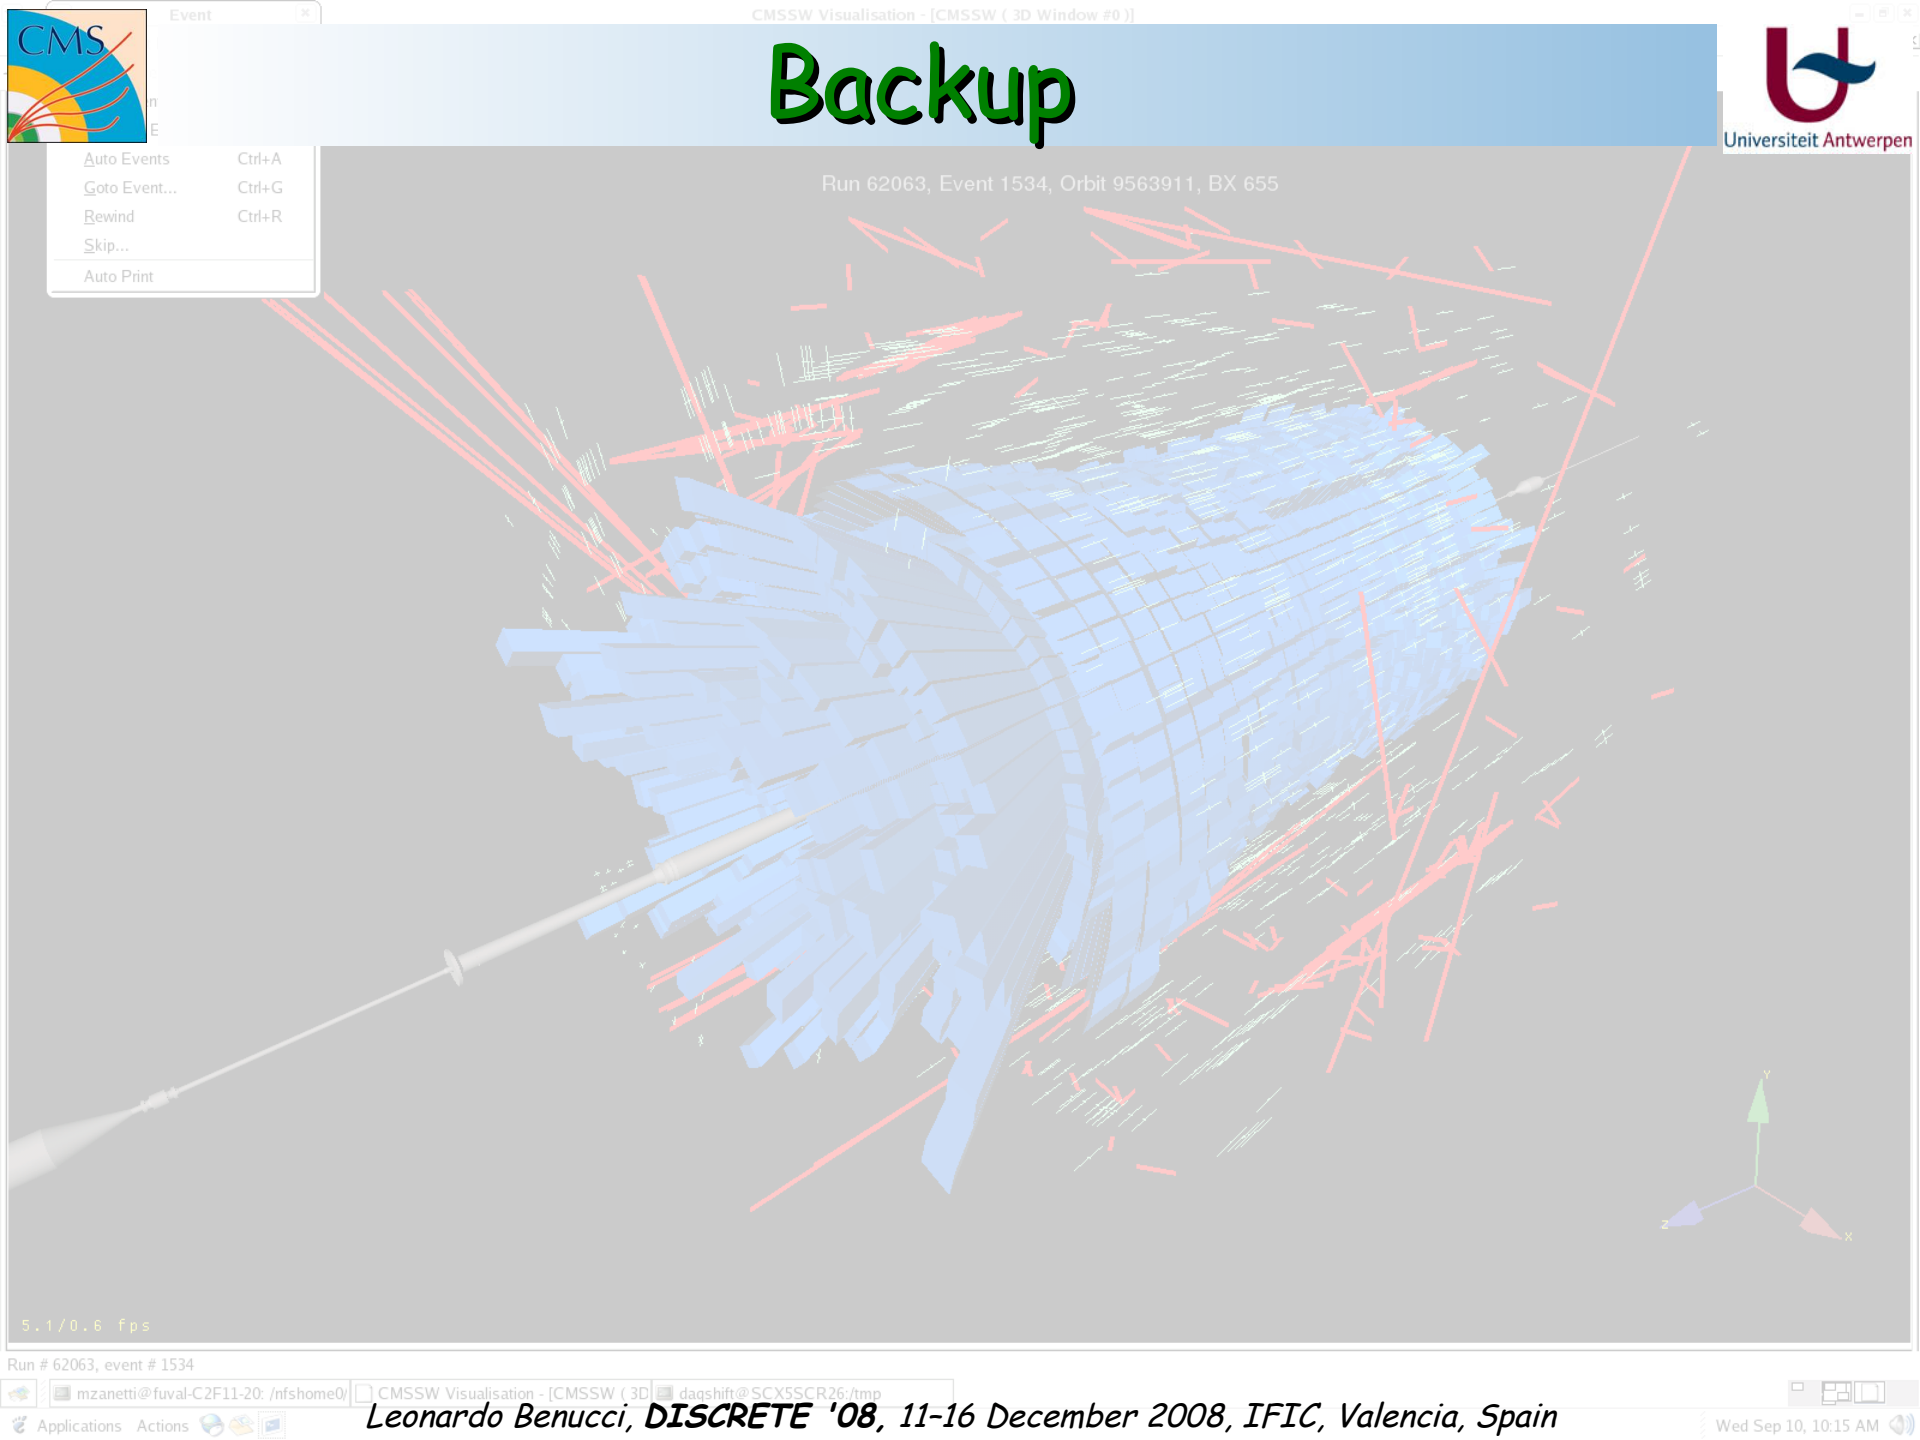 Event
CMSSW Visualisation - [CMSSW ( 3D Window #0 )]
CMS
Backup
Universiteit Antwerpen
Auto Events Ctrl+A
Goto Event... Ctrl+G
Rewind Ctrl+R
Skip...
Auto Print
Run 62063, Event 1534, Orbit 9563911, BX 655
Y
Z
X
5.1/0.6 fps
Run # 62063, event # 1534
mzanetti@fuval-C2F11-20: /nfshome0/
CMSSW Visualisation - [CMSSW ( 3D
daqshift@SCX5SCR26:/tmp
Leonardo Benucci, DISCRETE '08, 11-16 December 2008, IFIC, Valencia, Spain
Applications Actions
Wed Sep 10, 10:15 AM